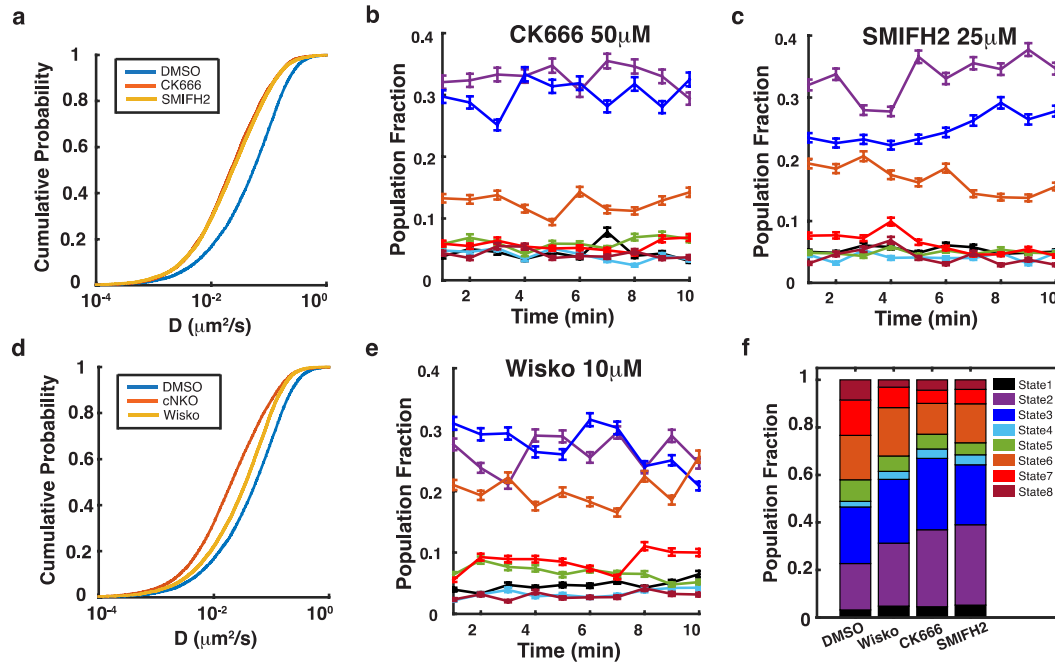 a
1
0.8
0.6
0.4
0.2
0
Cumulative Probability
DMSO
CK666
SMIFH2
10⁻⁴
10⁻²
10⁰
D (μm²/s)
b
CK666 50μM
0.4
0.3
0.2
0.1
0
Population Fraction
2
4
6
8
10
Time (min)
c
SMIFH2 25μM
0.4
0.3
0.2
0.1
0
Population Fraction
2
4
6
8
10
Time (min)
d
1
0.8
0.6
0.4
0.2
0
Cumulative Probability
DMSO
cNKO
Wisko
10⁻⁴
10⁻²
10⁰
D (μm²/s)
e
Wisko 10μM
0.4
0.3
0.2
0.1
0
Population Fraction
2
4
6
8
10
Time (min)
f
1
0.8
0.6
0.4
0.2
0
Population Fraction
DMSO
Wisko
CK666
SMIFH2
State1
State2
State3
State4
State5
State6
State7
State8